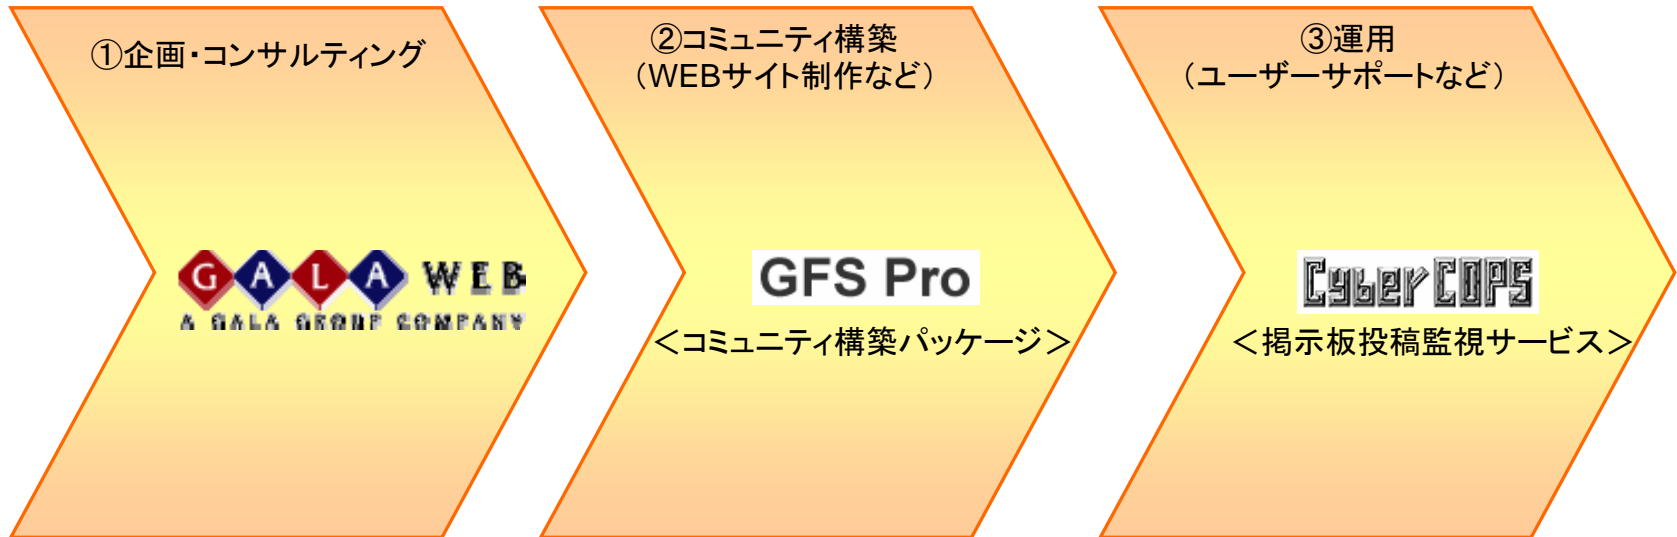 ①企画・コンサルティング
GALA WEB
A GALA GROUP COMPANY
②コミュニティ構築
（WEBサイト制作など）
GFS Pro
＜コミュニティ構築パッケージ＞
③運用
（ユーザーサポートなど）
CyberCOPS
＜掲示板投稿監視サービス＞